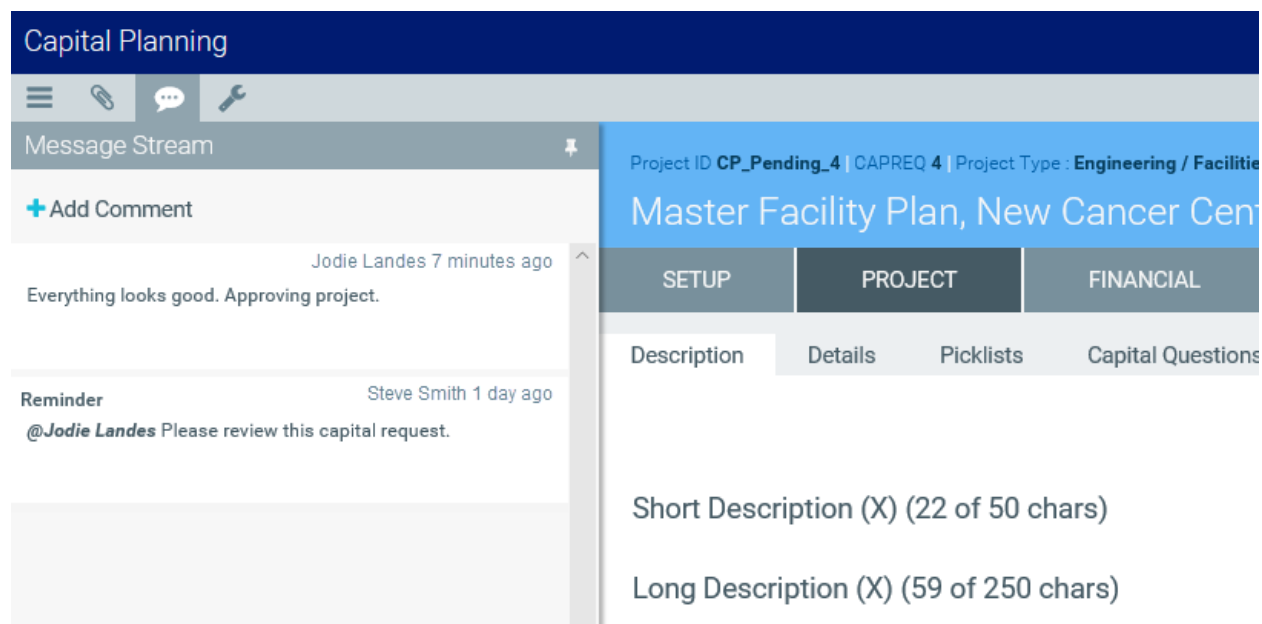 Capital Planning
Message Stream
Add Comment
Jodie Landes 7 minutes ago
Everything looks good. Approving project.
Reminder Steve Smith 1 day ago
@Jodie Landes Please review this capital request.
Project ID CP_Pending_4 | CAPREQ 4 | Project Type : Engineering / Facilitie
Master Facility Plan, New Cancer Cent
SETUP PROJECT FINANCIAL
Description Details Picklists Capital Questions
Short Description (X) (22 of 50 chars)
Long Description (X) (59 of 250 chars)